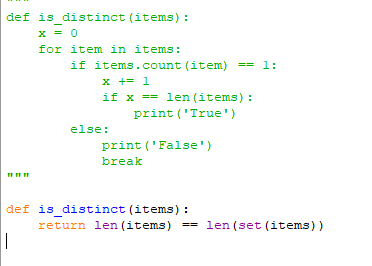 """
def is_distinct(items):
    x = 0
    for item in items:
        if items.count(item) == 1:
            x += 1
            if x == len(items):
                print('True')
        else:
            print('False')
            break
"""
def is_distinct(items):
    return len(items) == len(set(items))